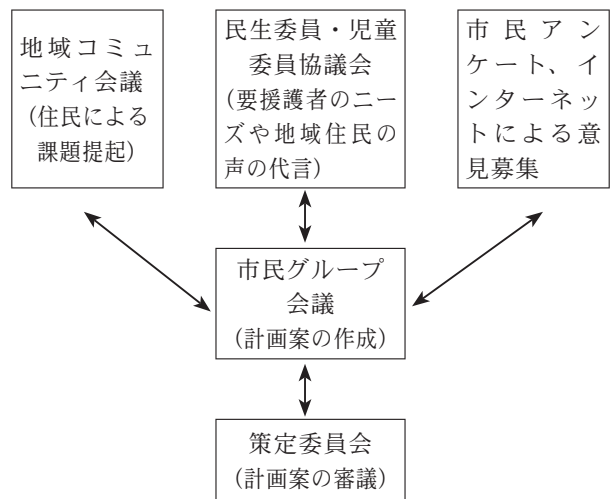 地域コミュ
ニティ会議
(住民による
課題提起)
民生委員・児童
委員協議会
(要援護者のニー
ズや地域住民の
声の代言)
市民アン
ケート、イ
ンターネッ
トによる意
見募集
市民グループ
会議
(計画案の作成)
策定委員会
(計画案の審議)